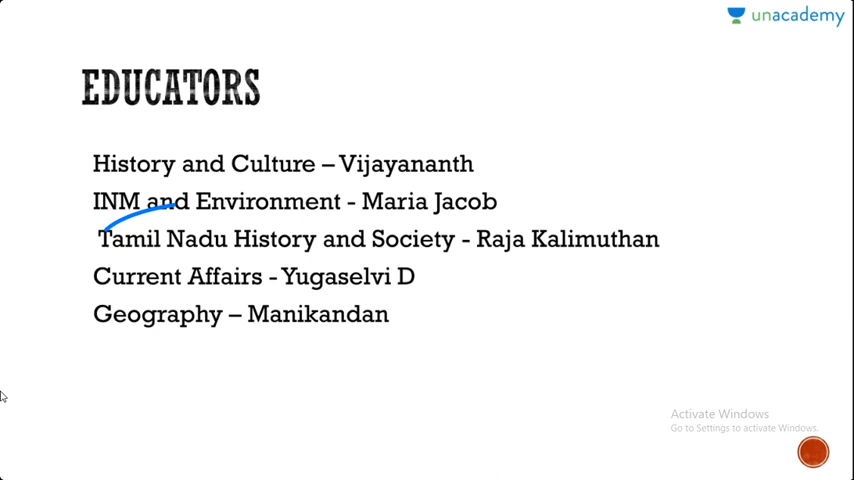 unacademy
EDUCATORS
History and Culture – Vijayananth
INM and Environment - Maria Jacob
Tamil Nadu History and Society - Raja Kalimuthan
Current Affairs - Yugaselvi D
Geography – Manikandan
Activate Windows
Go to Settings to activate Windows.